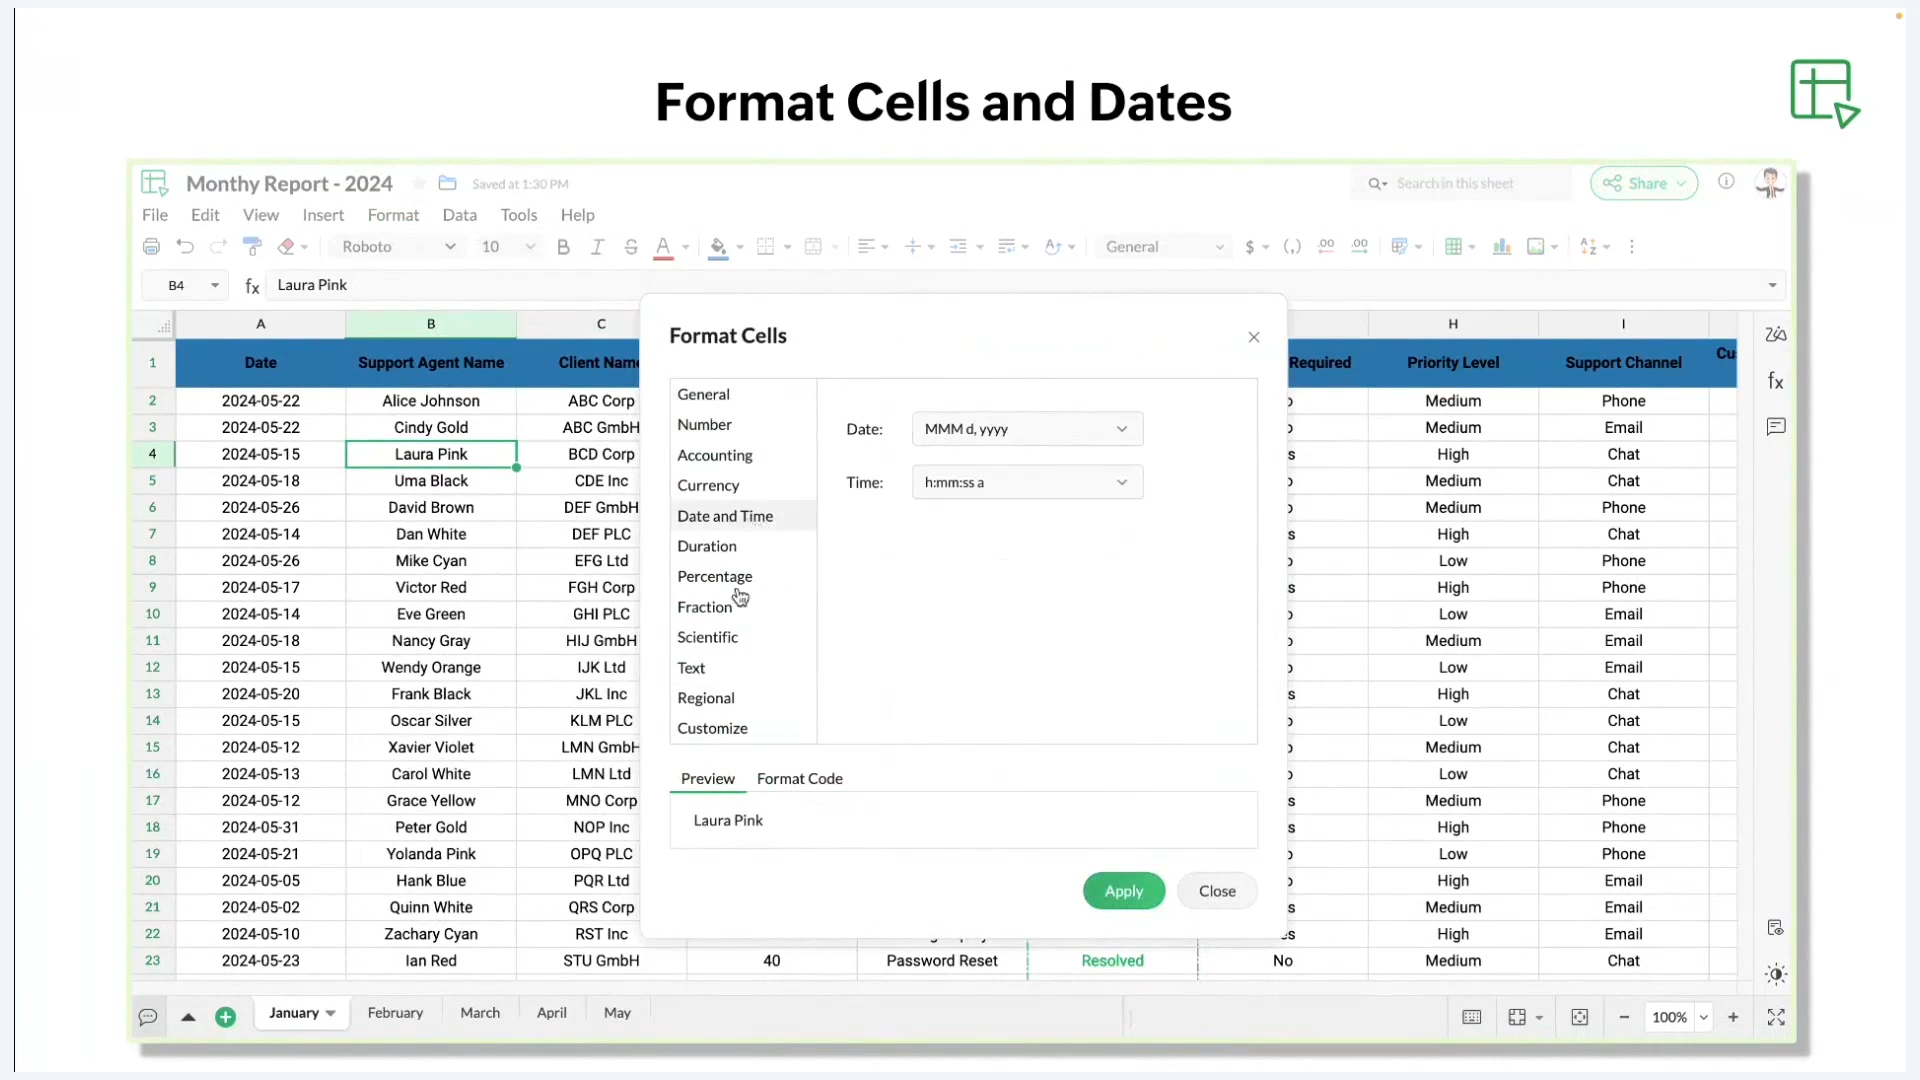 Format Cells and Dates
Monthy Report - 2024 Saved at 1:30 PM Search in this sheet Share
File Edit View Insert Format Data Tools Help
Roboto 10 B I S A General $ (,) .00 .00
B4 fx Laura Pink
A B C H I
1 Date Support Agent Name Client Name Required Priority Level Support Channel Cu
2 2024-05-22 Alice Johnson ABC Corp Medium Phone
3 2024-05-22 Cindy Gold ABC GmbH Medium Email
4 2024-05-15 Laura Pink BCD Corp High Chat
5 2024-05-18 Uma Black CDE Inc Medium Chat
6 2024-05-26 David Brown DEF GmbH Medium Phone
7 2024-05-14 Dan White DEF PLC High Chat
8 2024-05-26 Mike Cyan EFG Ltd Low Phone
9 2024-05-17 Victor Red FGH Corp High Phone
10 2024-05-14 Eve Green GHI PLC Low Email
11 2024-05-18 Nancy Gray HIJ GmbH Medium Email
12 2024-05-15 Wendy Orange IJK Ltd Low Email
13 2024-05-20 Frank Black JKL Inc High Chat
14 2024-05-15 Oscar Silver KLM PLC Low Chat
15 2024-05-12 Xavier Violet LMN GmbH Medium Chat
16 2024-05-13 Carol White LMN Ltd Low Chat
17 2024-05-12 Grace Yellow MNO Corp Medium Phone
18 2024-05-31 Peter Gold NOP Inc High Phone
19 2024-05-21 Yolanda Pink OPQ PLC Low Phone
20 2024-05-05 Hank Blue PQR Ltd High Email
21 2024-05-02 Quinn White QRS Corp Medium Email
22 2024-05-10 Zachary Cyan RST Inc High Email
23 2024-05-23 Ian Red STU GmbH 40 Password Reset Resolved No Medium Chat
Format Cells
General
Number
Accounting
Currency
Date and Time
Duration
Percentage
Fraction
Scientific
Text
Regional
Customize
Date: MMM d, yyyy
Time: h:mm:ss a
Preview Format Code
Laura Pink
Apply Close
January February March April May 100%